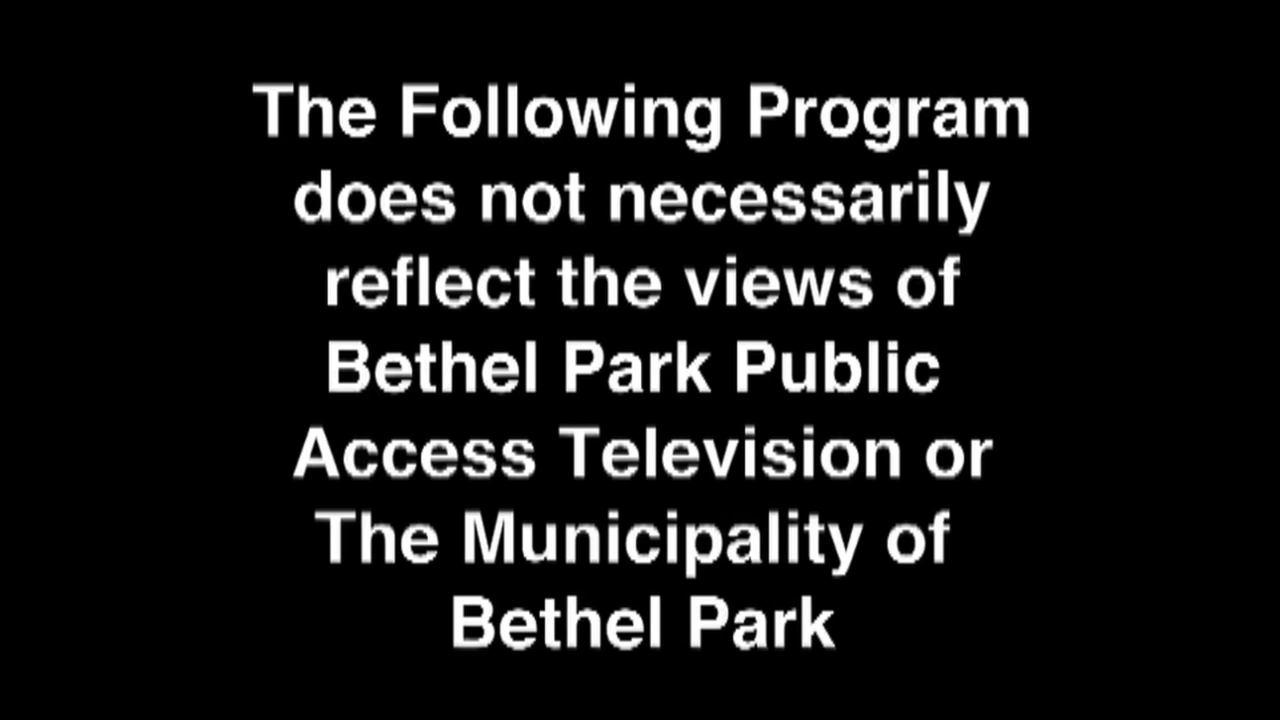 The Following Program
does not necessarily
reflect the views of
Bethel Park Public
Access Television or
The Municipality of
Bethel Park